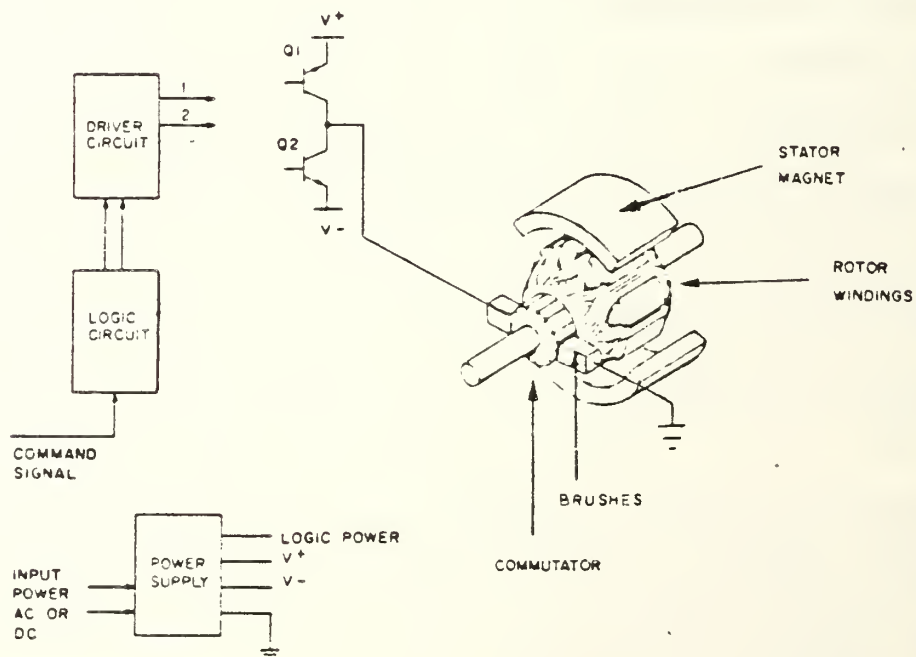 V+
Q1
1
2
DRIVER
CIRCUIT
Q2
V-
STATOR
MAGNET
ROTOR
WINDINGS
LOGIC
CIRCUIT
COMMAND
SIGNAL
BRUSHES
COMMUTATOR
LOGIC POWER
V+
V-
POWER
SUPPLY
INPUT
POWER
AC OR
DC